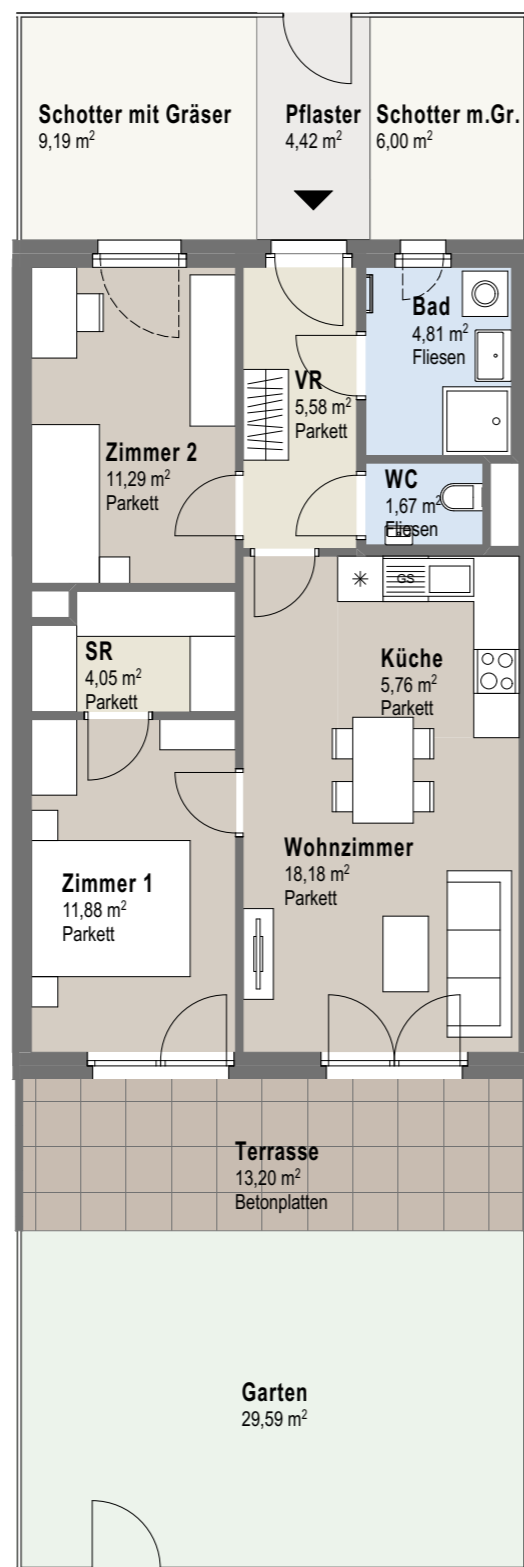 Schotter mit Gräser
9,19 m²
Pflaster
4,42 m²
Schotter m.Gr.
6,00 m²
Bad
4,81 m²
Fliesen
VR
5,58 m²
Parkett
Zimmer 2
11,29 m²
Parkett
WC
1,67 m²
Fliesen
GS
SR
4,05 m²
Parkett
Küche
5,76 m²
Parkett
Wohnzimmer
18,18 m²
Parkett
Zimmer 1
11,88 m²
Parkett
Terrasse
13,20 m²
Betonplatten
Garten
29,59 m²